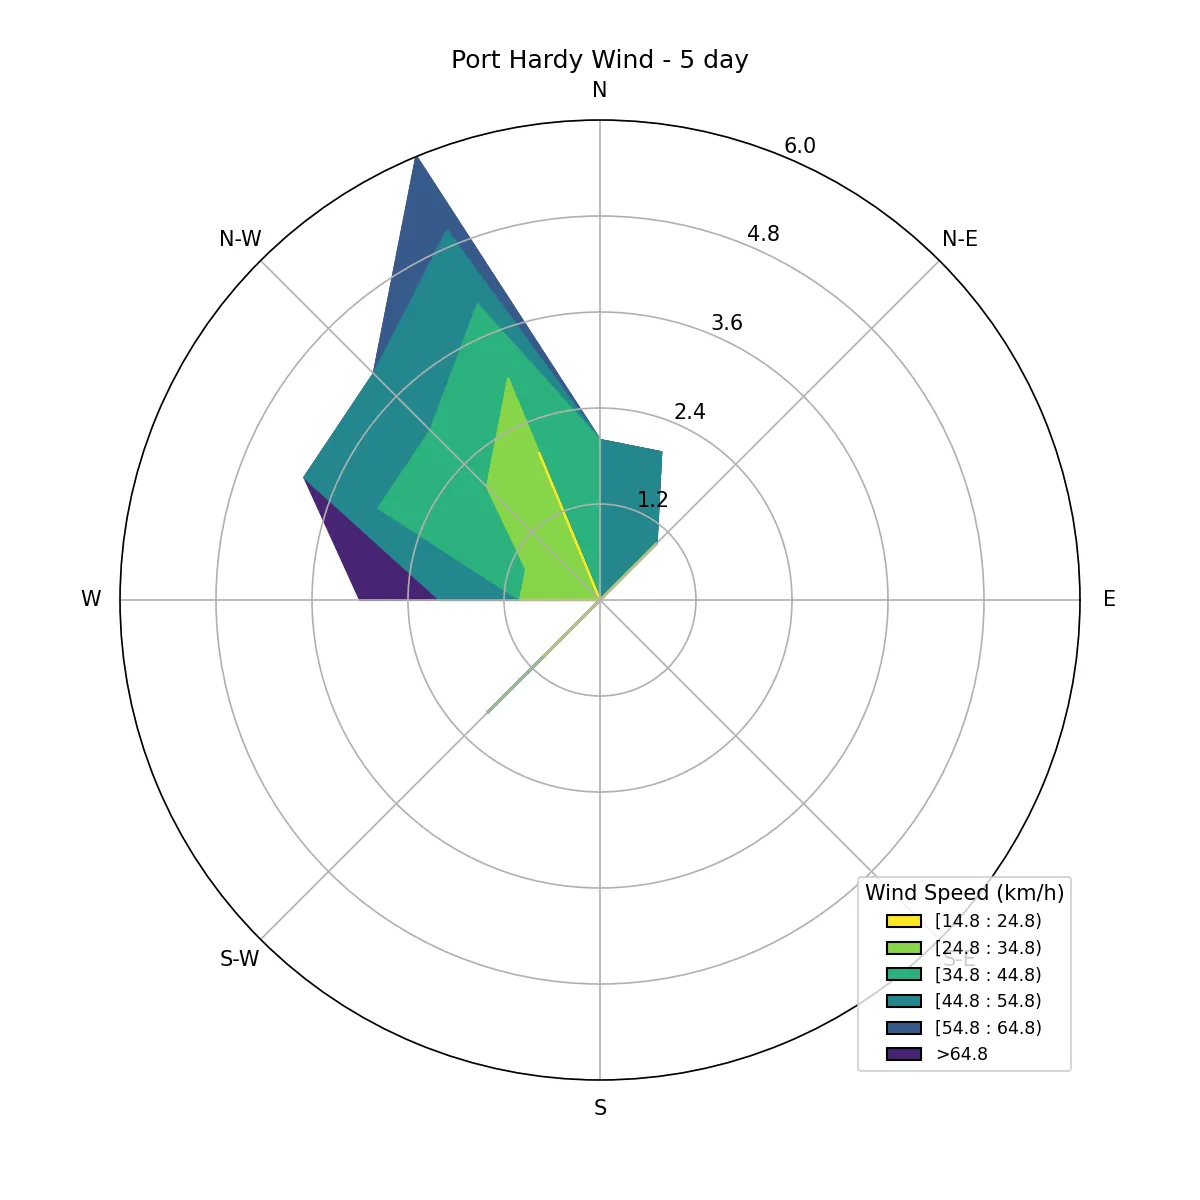 Port Hardy Wind - 5 day
N
6.0
N-W
4.8
N-E
3.6
2.4
1.2
W
E
S-W
S-E
S
Wind Speed (km/h)
[14.8 : 24.8)
[24.8 : 34.8)
[34.8 : 44.8)
[44.8 : 54.8)
[54.8 : 64.8)
>64.8